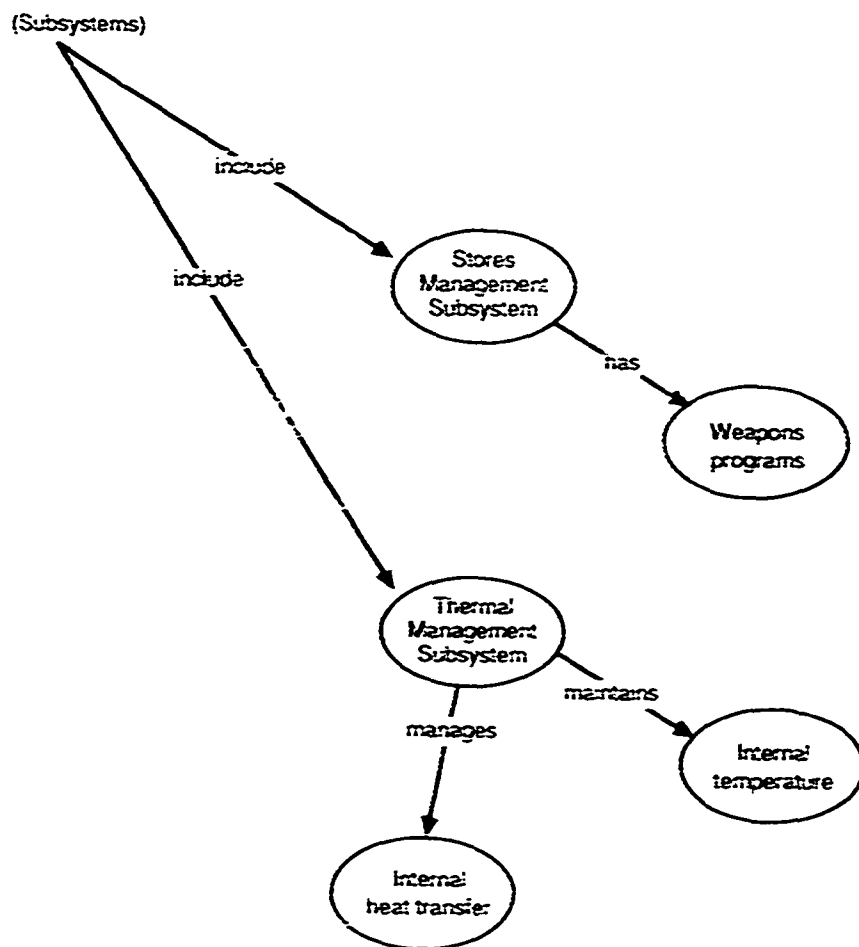 (Subsystems)
include
Stores
Management
Subsystem
include
has
Weapons
programs
Thermal
Management
Subsystem
maintains
manages
Internal
temperature
Internal
heat transfer